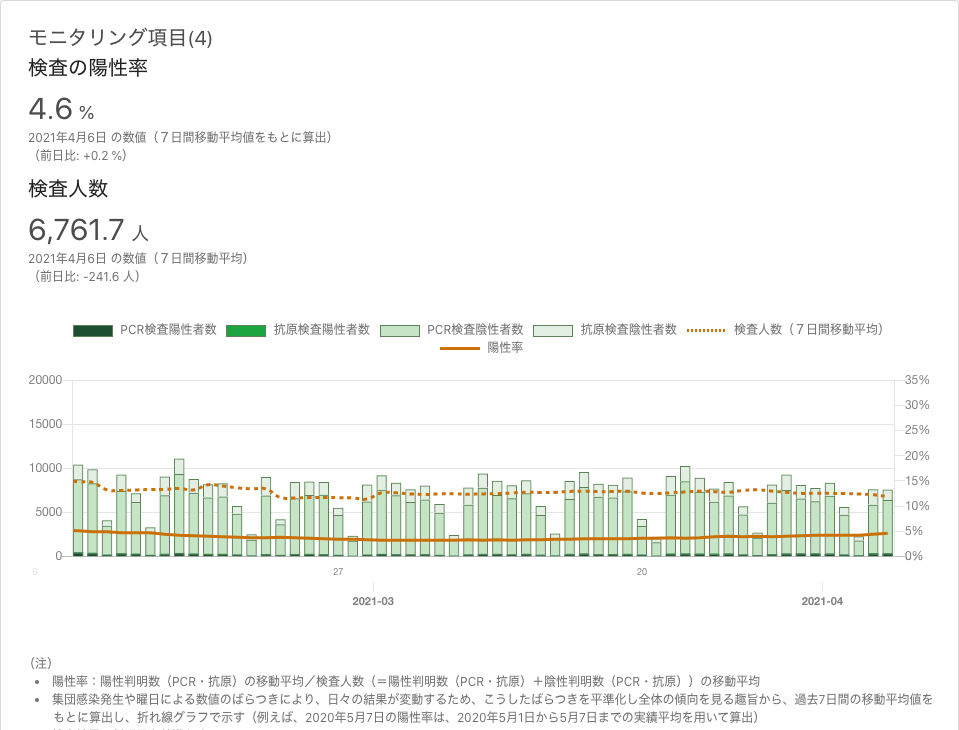 モニタリング項目(4)
検査の陽性率
4.6 %
2021年4月6日 の数値（７日間移動平均値をもとに算出）
（前日比: +0.2 %）
検査人数
6,761.7 人
2021年4月6日 の数値（７日間移動平均）
（前日比: -241.6 人）
PCR検査陽性者数 抗原検査陽性者数 PCR検査陰性者数 抗原検査陰性者数 検査人数（７日間移動平均）
陽性率
20000 35%
30%
15000 25%
20%
10000 15%
5000 10%
5%
0 0%
6 27 20
2021-03 2021-04
（注）
• 陽性率：陽性判明数（PCR・抗原）の移動平均／検査人数（＝陽性判明数（PCR・抗原）＋陰性判明数（PCR・抗原））の移動平均
• 集団感染発生や曜日による数値のばらつきにより、日々の結果が変動するため、こうしたばらつきを平準化し全体の傾向を見る趣旨から、過去7日間の移動平均値を
もとに算出し、折れ線グラフで示す（例えば、2020年5月7日の陽性率は、2020年5月1日から5月7日までの実績平均を用いて算出）